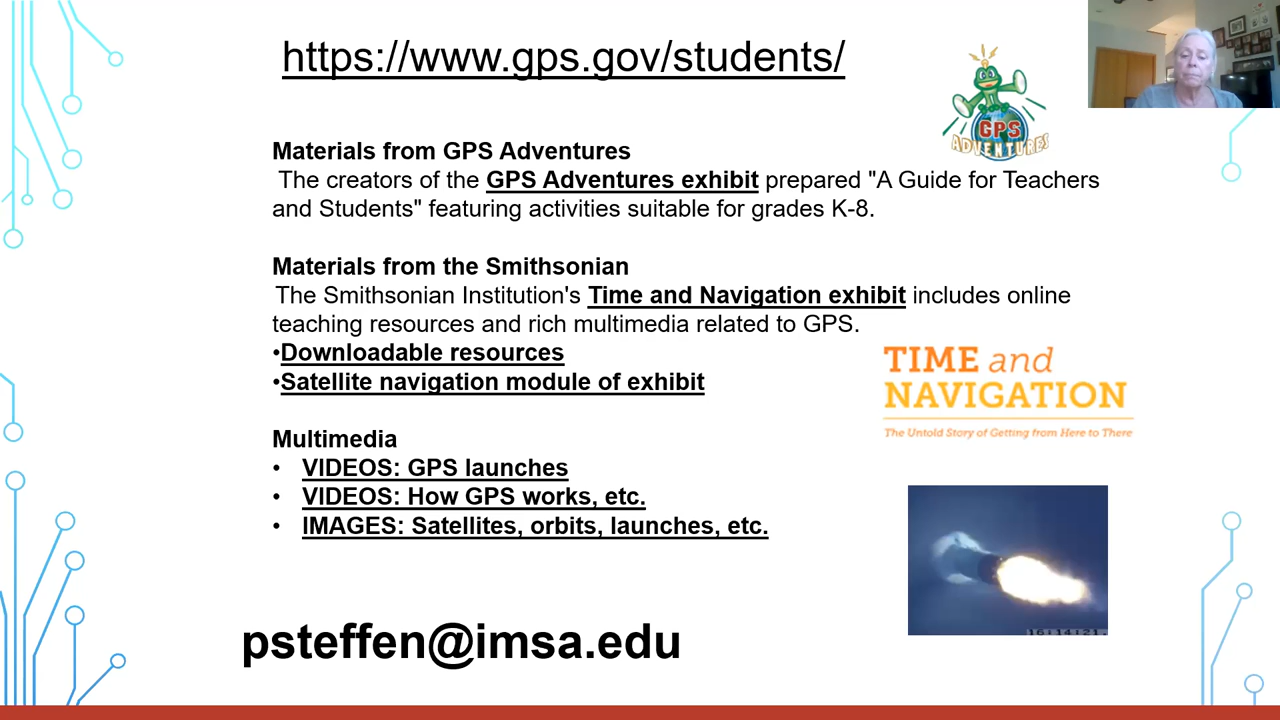 https://www.gps.gov/students/
GPS
ADVENTURES
Materials from GPS Adventures
The creators of the GPS Adventures exhibit prepared "A Guide for Teachers
and Students" featuring activities suitable for grades K-8.
Materials from the Smithsonian
The Smithsonian Institution's Time and Navigation exhibit includes online
teaching resources and rich multimedia related to GPS.
•Downloadable resources
•Satellite navigation module of exhibit
TIME and
NAVIGATION
The Untold Story of Getting from Here to There
Multimedia
• VIDEOS: GPS launches
• VIDEOS: How GPS works, etc.
• IMAGES: Satellites, orbits, launches, etc.
psteffen@imsa.edu